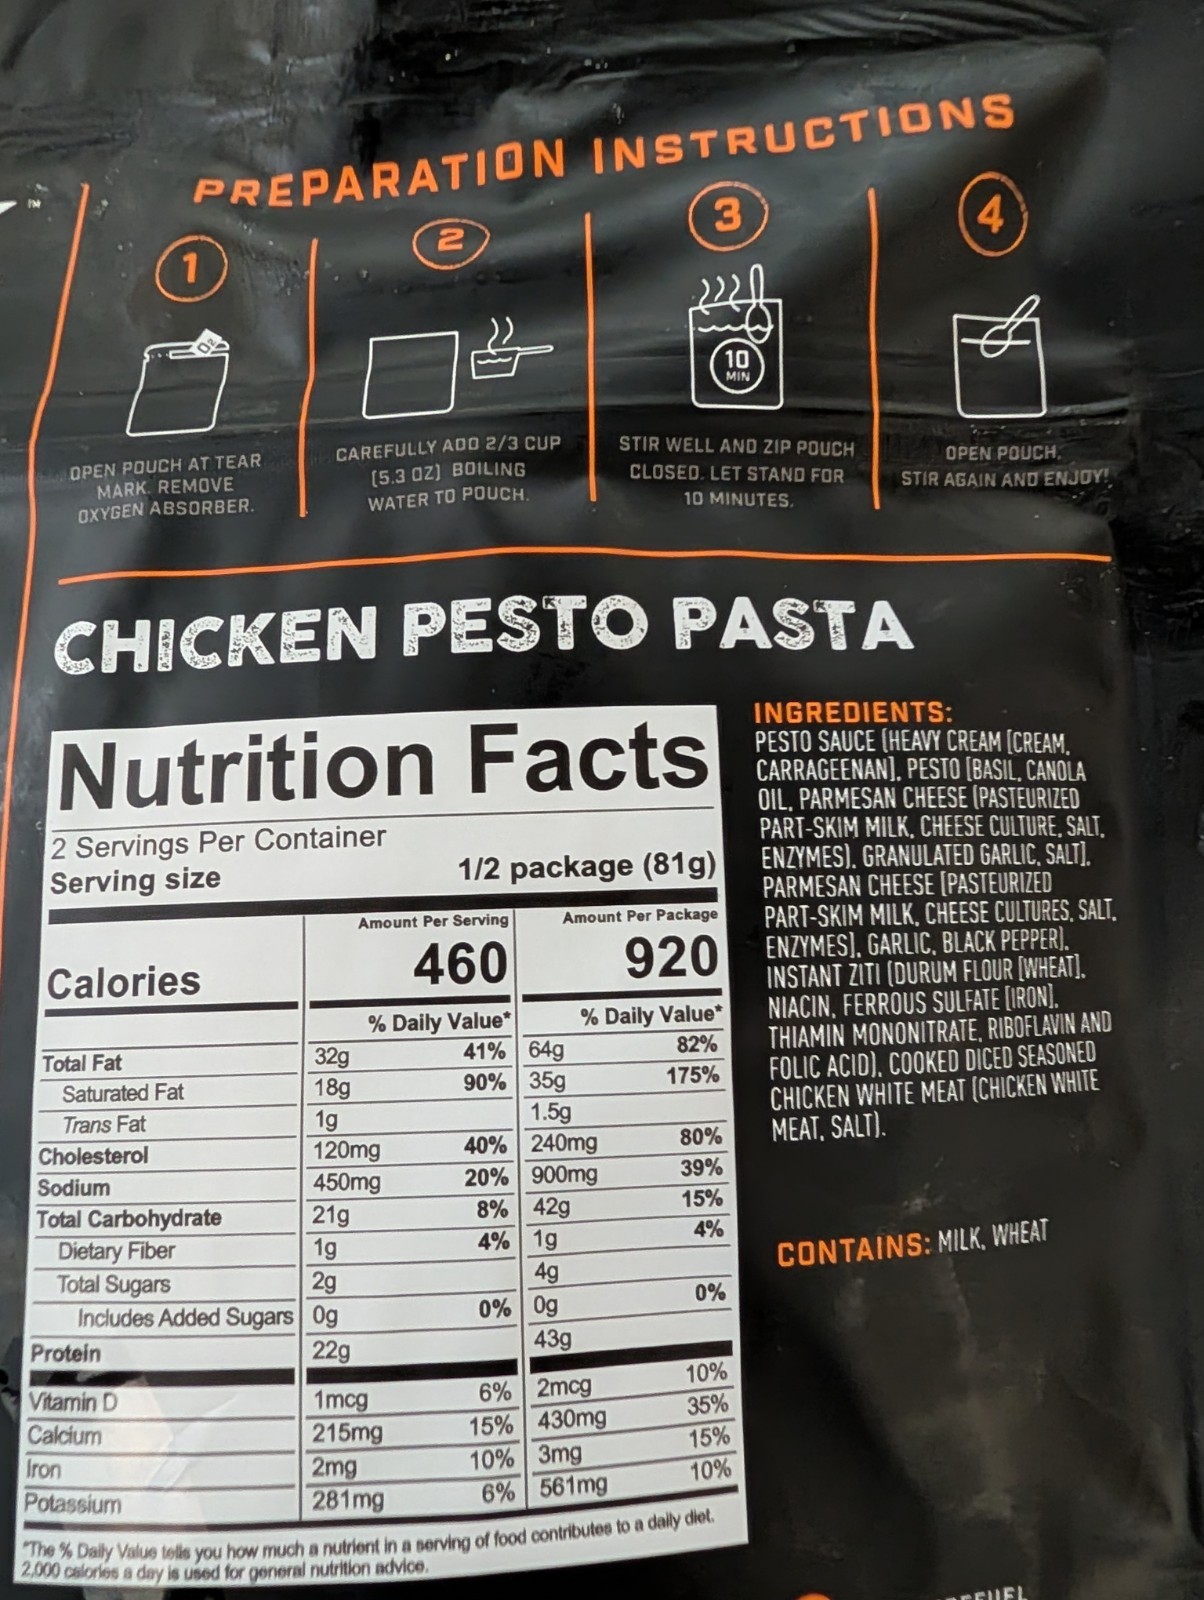 TM
PREPARATION INSTRUCTIONS
1
O2
OPEN POUCH AT TEAR
MARK. REMOVE
OXYGEN ABSORBER.
2
CAREFULLY ADD 2/3 CUP
(5.3 OZ) BOILING
WATER TO POUCH.
3
10
MIN
STIR WELL AND ZIP POUCH
CLOSED. LET STAND FOR
10 MINUTES.
4
OPEN POUCH.
STIR AGAIN AND ENJOY!
CHICKEN PESTO PASTA
Nutrition Facts
2 Servings Per Container
Serving size 1/2 package (81g)
Amount Per Serving Amount Per Package
Calories 460 920
% Daily Value* % Daily Value*
Total Fat 32g 41% 64g 82%
Saturated Fat 18g 90% 35g 175%
Trans Fat 1g 1.5g
Cholesterol 120mg 40% 240mg 80%
Sodium 450mg 20% 900mg 39%
Total Carbohydrate 21g 8% 42g 15%
Dietary Fiber 1g 4% 1g 4%
Total Sugars 2g 4g
Includes Added Sugars 0g 0% 0g 0%
Protein 22g 43g
Vitamin D 1mcg 6% 2mcg 10%
Calcium 215mg 15% 430mg 35%
Iron 2mg 10% 3mg 15%
Potassium 281mg 6% 561mg 10%
*The % Daily Value tells you how much a nutrient in a serving of food contributes to a daily diet.
2,000 calories a day is used for general nutrition advice.
INGREDIENTS:
PESTO SAUCE (HEAVY CREAM [CREAM,
CARRAGEENAN], PESTO [BASIL, CANOLA
OIL, PARMESAN CHEESE (PASTEURIZED
PART-SKIM MILK, CHEESE CULTURE, SALT,
ENZYMES), GRANULATED GARLIC, SALT],
PARMESAN CHEESE [PASTEURIZED
PART-SKIM MILK, CHEESE CULTURES, SALT,
ENZYMES], GARLIC, BLACK PEPPER),
INSTANT ZITI (DURUM FLOUR [WHEAT],
NIACIN, FERROUS SULFATE [IRON],
THIAMIN MONONITRATE, RIBOFLAVIN AND
FOLIC ACID), COOKED DICED SEASONED
CHICKEN WHITE MEAT (CHICKEN WHITE
MEAT, SALT).
CONTAINS: MILK, WHEAT